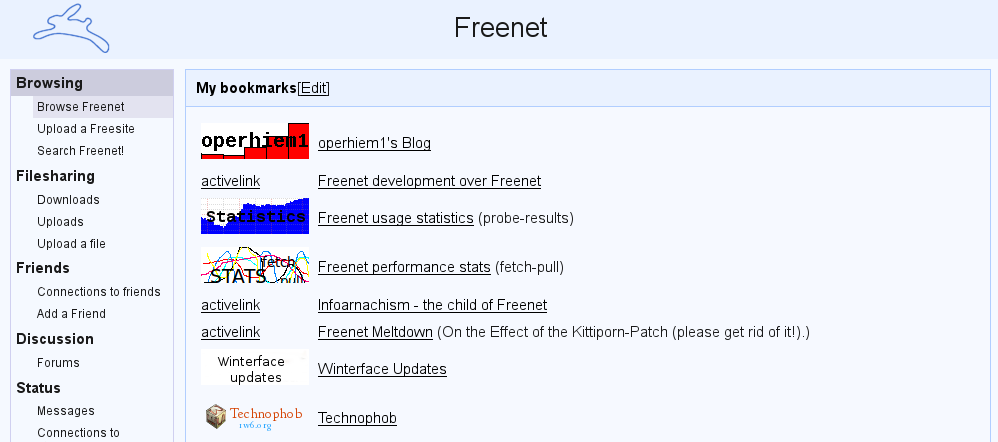 Freenet
Browsing
Browse Freenet
Upload a Freesite
Search Freenet!
Filesharing
Downloads
Uploads
Upload a file
Friends
Connections to friends
Add a Friend
Discussion
Forums
Status
Messages
Connections to
My bookmarks[Edit]
operhiem1 operhiem1's Blog
activelink Freenet development over Freenet
Statistics Freenet usage statistics (probe-results)
fetch
STATS Freenet performance stats (fetch-pull)
pull
activelink Infoarnachism - the child of Freenet
activelink Freenet Meltdown (On the Effect of the Kittiporn-Patch (please get rid of it!).)
Winterface
updates Winterface Updates
Technophob Technophob
1w6.org